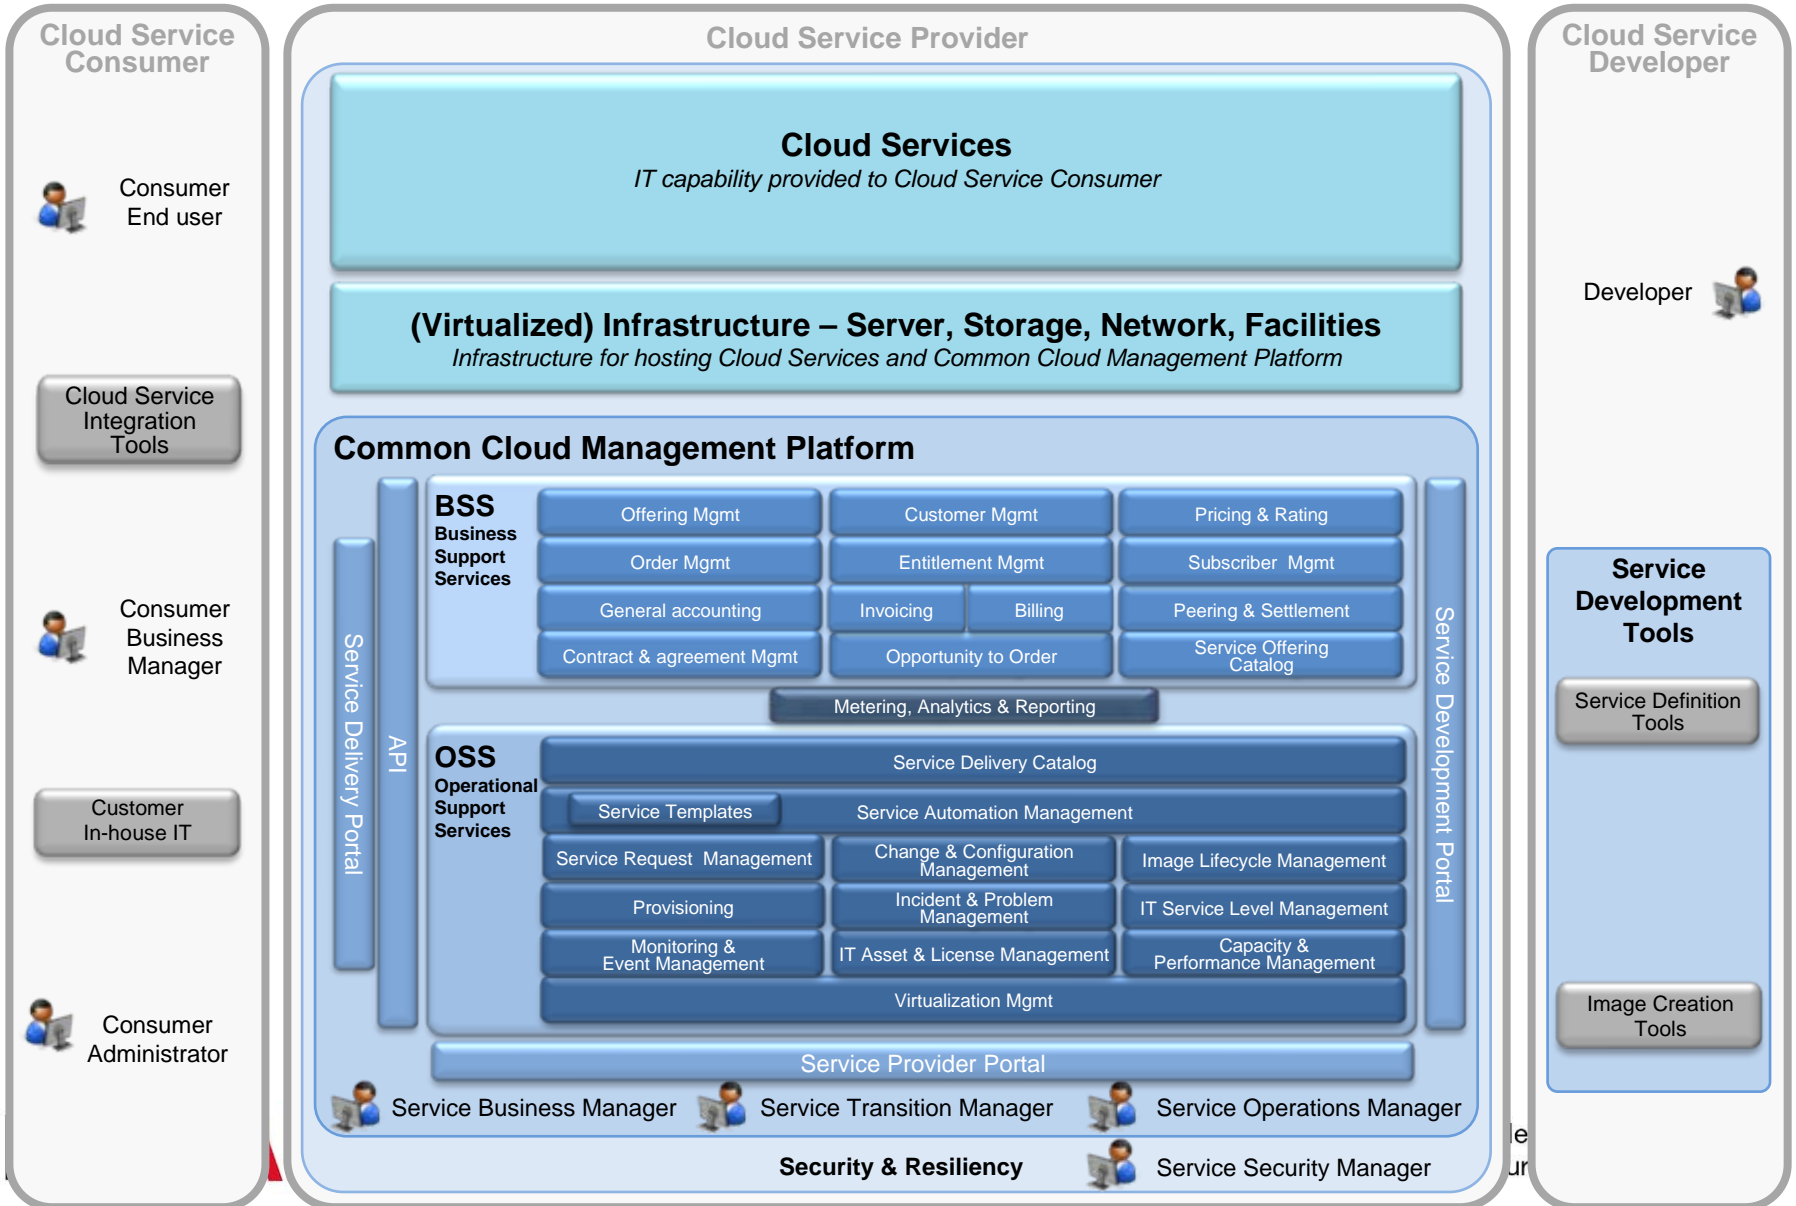 Cloud Service
Consumer
Consumer
End user
Cloud Service
Integration
Tools
Consumer
Business
Manager
Customer
In-house IT
Consumer
Administrator
Cloud Service Provider
Cloud Services
IT capability provided to Cloud Service Consumer
(Virtualized) Infrastructure – Server, Storage, Network, Facilities
Infrastructure for hosting Cloud Services and Common Cloud Management Platform
Common Cloud Management Platform
Service Delivery Portal
API
BSS
Business
Support
Services
Offering Mgmt
Customer Mgmt
Pricing & Rating
Order Mgmt
Entitlement Mgmt
Subscriber Mgmt
General accounting
Invoicing
Billing
Peering & Settlement
Contract & agreement Mgmt
Opportunity to Order
Service Offering
Catalog
Metering, Analytics & Reporting
OSS
Operational
Support
Services
Service Delivery Catalog
Service Templates
Service Automation Management
Service Request Management
Change & Configuration
Management
Image Lifecycle Management
Provisioning
Incident & Problem
Management
IT Service Level Management
Monitoring &
Event Management
IT Asset & License Management
Capacity &
Performance Management
Virtualization Mgmt
Service Development Portal
Service Provider Portal
Service Business Manager
Service Transition Manager
Service Operations Manager
Security & Resiliency
Service Security Manager
Cloud Service
Developer
Developer
Service
Development
Tools
Service Definition
Tools
Image Creation
Tools